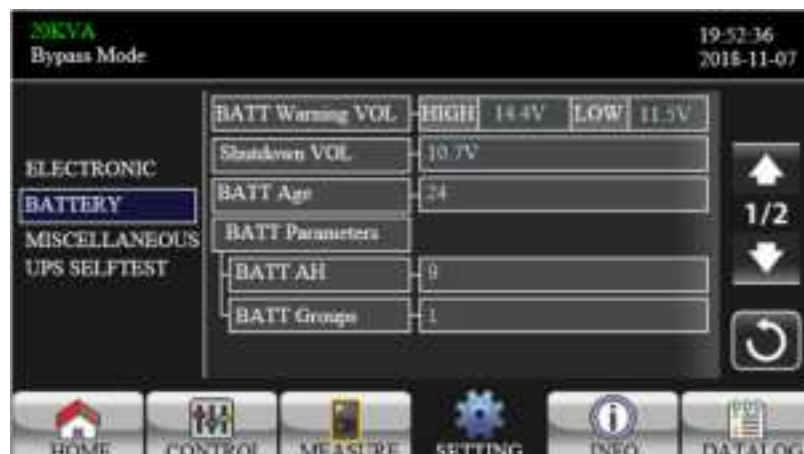 20KVA
Bypass Mode
19:52:36
2018-11-07
ELECTRONIC
BATTERY
MISCELLANEOUS
UPS SELFTEST
BATT Warning VOL HIGH 14.4V LOW 11.5V
Shutdown VOL 10.7V
BATT Age 24
BATT Parameters
BATT AH 9
BATT Groups 1
1/2
HOME CONTROL MEASURE SETTING INFO DATALOG